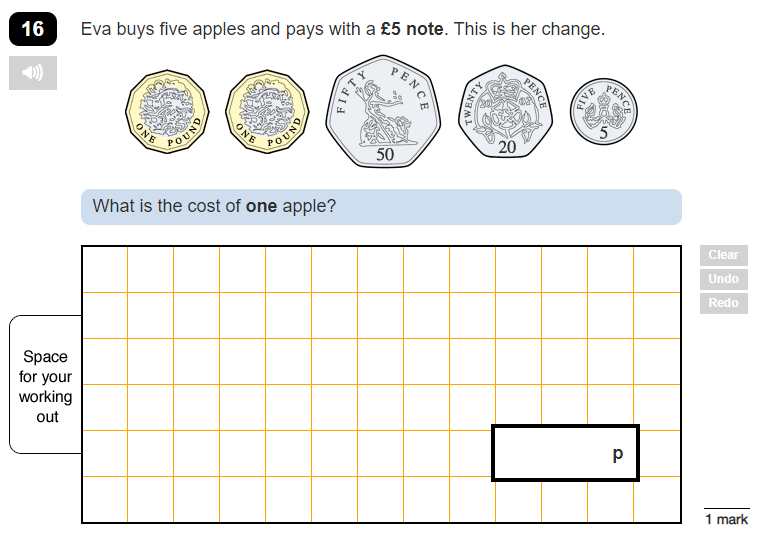 16
Eva buys five apples and pays with a £5 note. This is her change.
ONE POUND
ONE POUND
FIFTY PENCE
50
TWENTY PENCE
20
FIVE PENCE
5
What is the cost of one apple?
Clear
Undo
Redo
Space
for your
working
out
p
1 mark